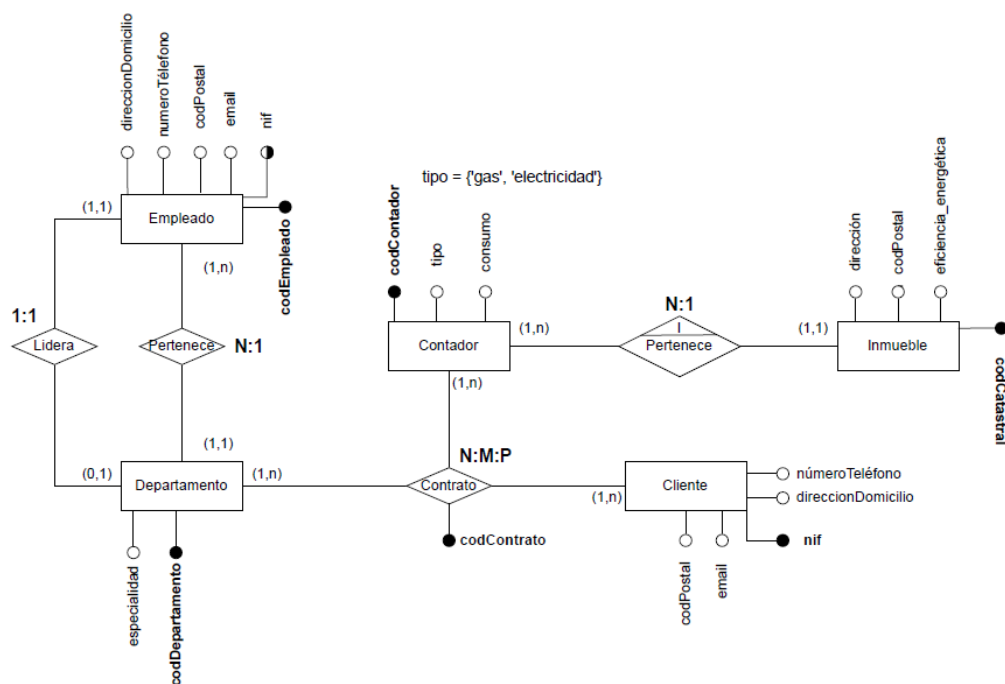 direccionDomicilio
numeroTélefono
codPostal
email
nif
Empleado
codEmpleado
(1,1)
(1,n)
1:1
Lidera
Pertenece
N:1
(1,1)
(0,1)
Departamento
(1,n)
especialidad
codDepartamento
tipo = {'gas', 'electricidad'}
codContador
tipo
consumo
Contador
(1,n)
(1,n)
N:1
I
Pertenece
(1,1)
dirección
codPostal
eficiencia_energética
Inmueble
codCatastral
N:M:P
Contrato
codContrato
(1,n)
Cliente
númeroTeléfono
direccionDomicilio
nif
codPostal
email